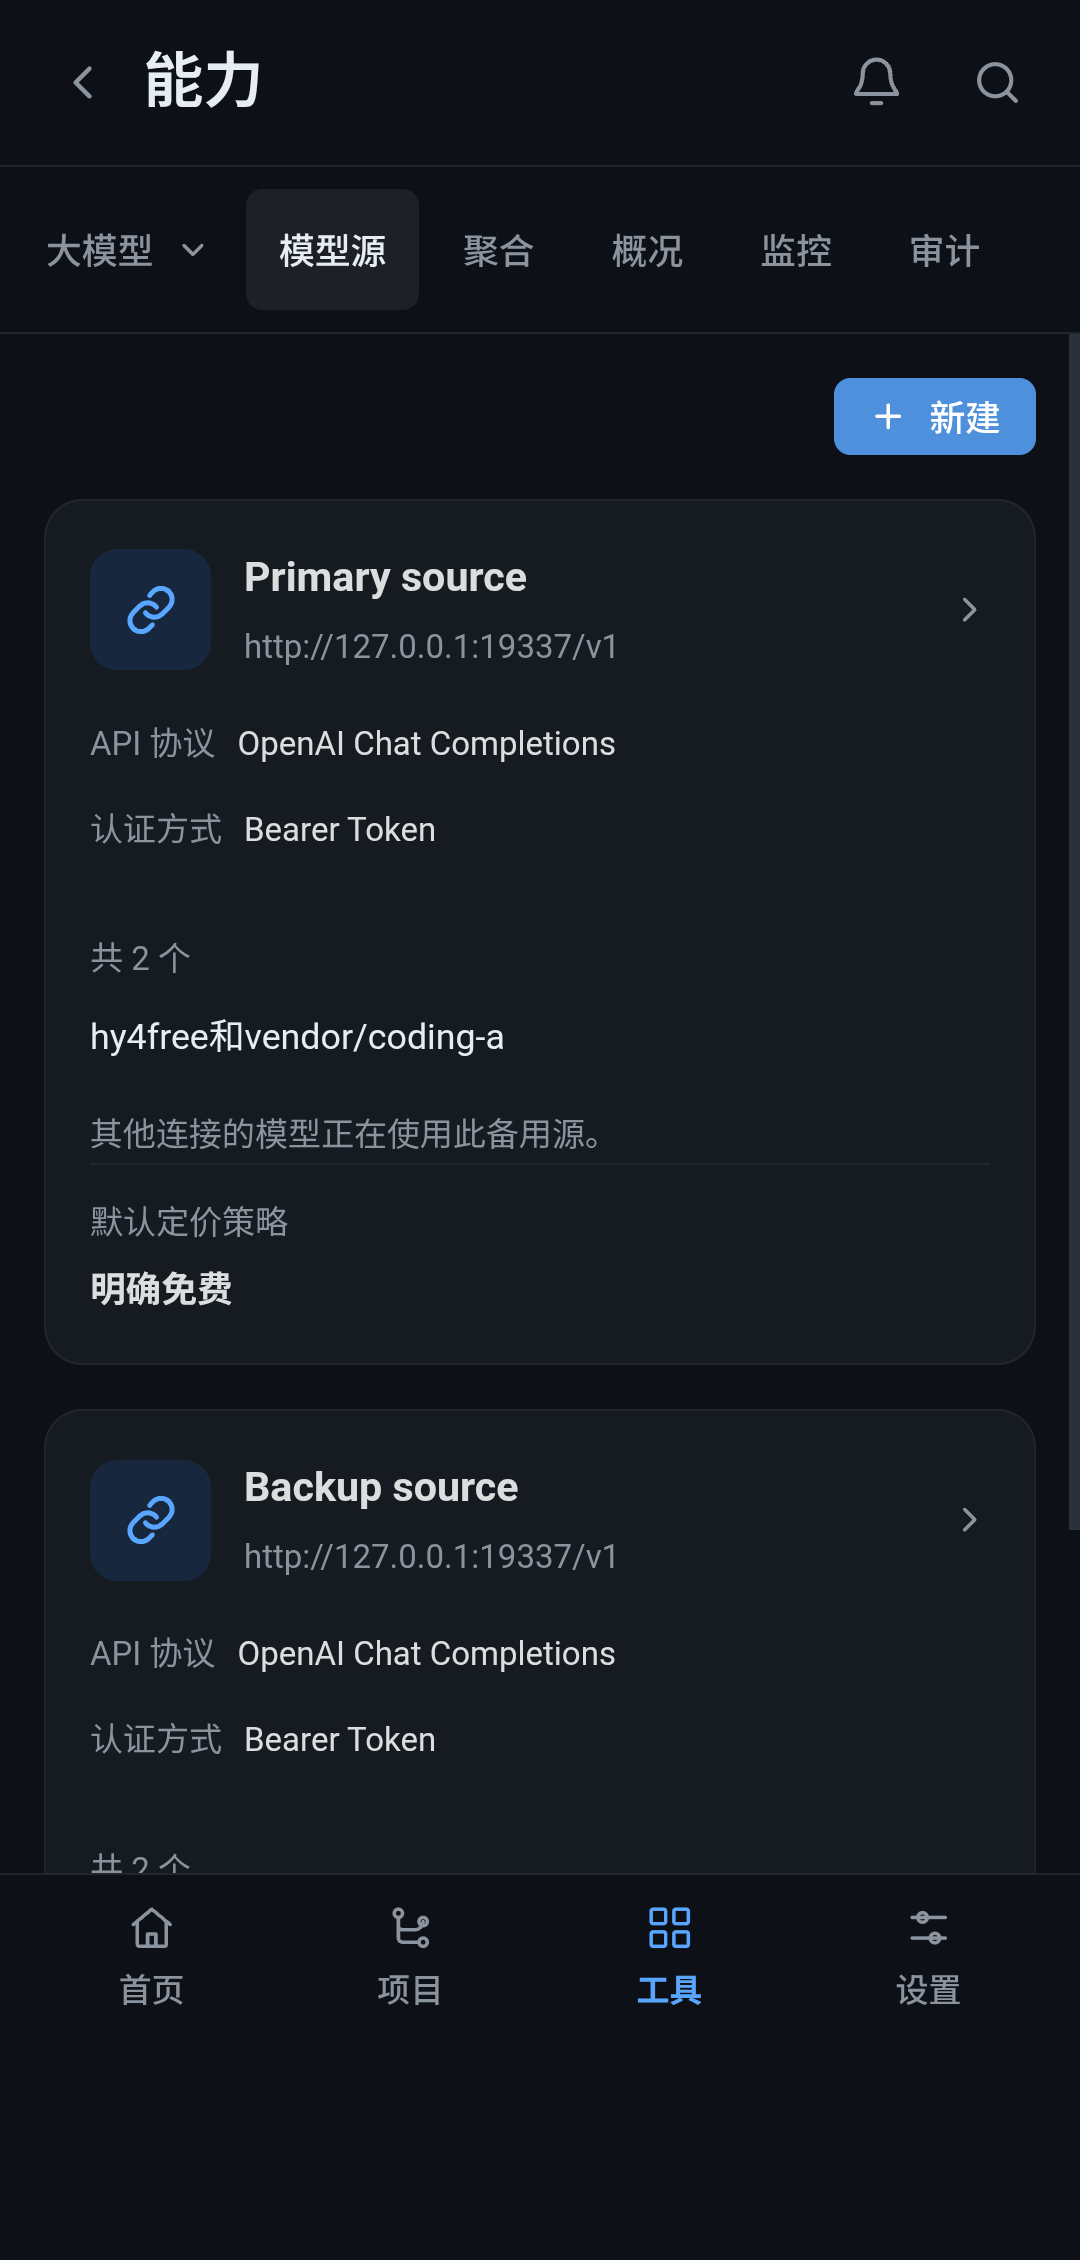 能力
大模型 模型源 聚合 概况 监控 审计
新建
Primary source
http://127.0.0.1:19337/v1
API 协议 OpenAI Chat Completions
认证方式 Bearer Token
共 2 个
hy4free和vendor/coding-a
其他连接的模型正在使用此备用源。
默认定价策略
明确免费
Backup source
http://127.0.0.1:19337/v1
API 协议 OpenAI Chat Completions
认证方式 Bearer Token
共 2 个
首页 项目 工具 设置